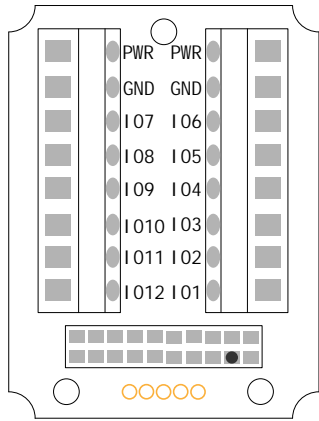 PWR PWR
GND GND
IO7 IO6
IO8 IO5
IO9 IO4
IO10 IO3
IO11 IO2
IO12 IO1